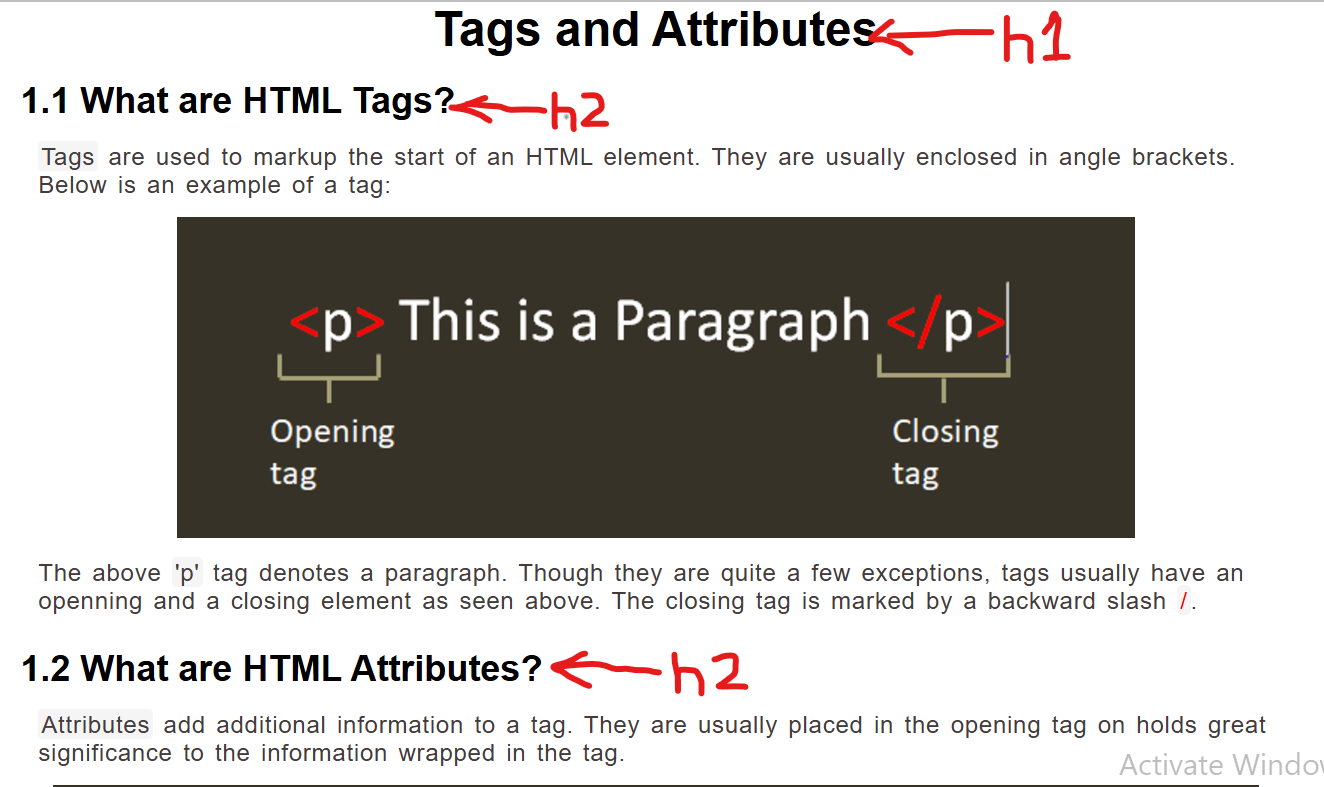 Tags and Attributes h1
1.1 What are HTML Tags? h2
Tags are used to markup the start of an HTML element. They are usually enclosed in angle brackets.
Below is an example of a tag:
<p> This is a Paragraph </p>
Opening Closing
tag tag
The above 'p' tag denotes a paragraph. Though they are quite a few exceptions, tags usually have an
openning and a closing element as seen above. The closing tag is marked by a backward slash /.
1.2 What are HTML Attributes? h2
Attributes add additional information to a tag. They are usually placed in the opening tag on holds great
significance to the information wrapped in the tag.
Activate Window